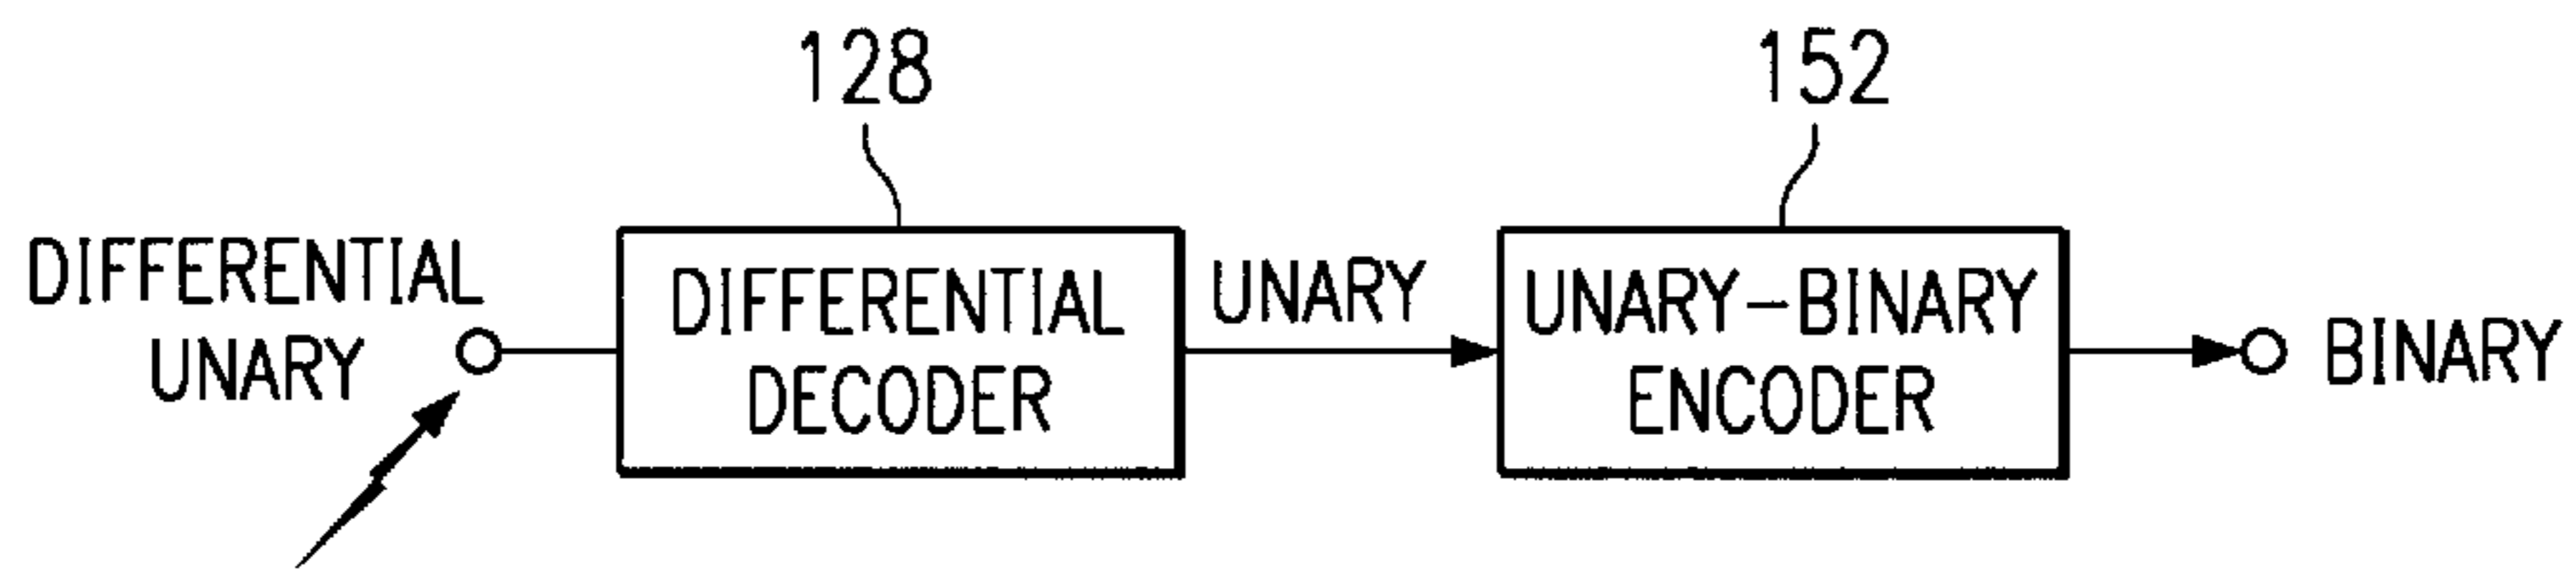 128
152
DIFFERENTIAL
UNARY
DIFFERENTIAL
DECODER
UNARY
UNARY-BINARY
ENCODER
BINARY